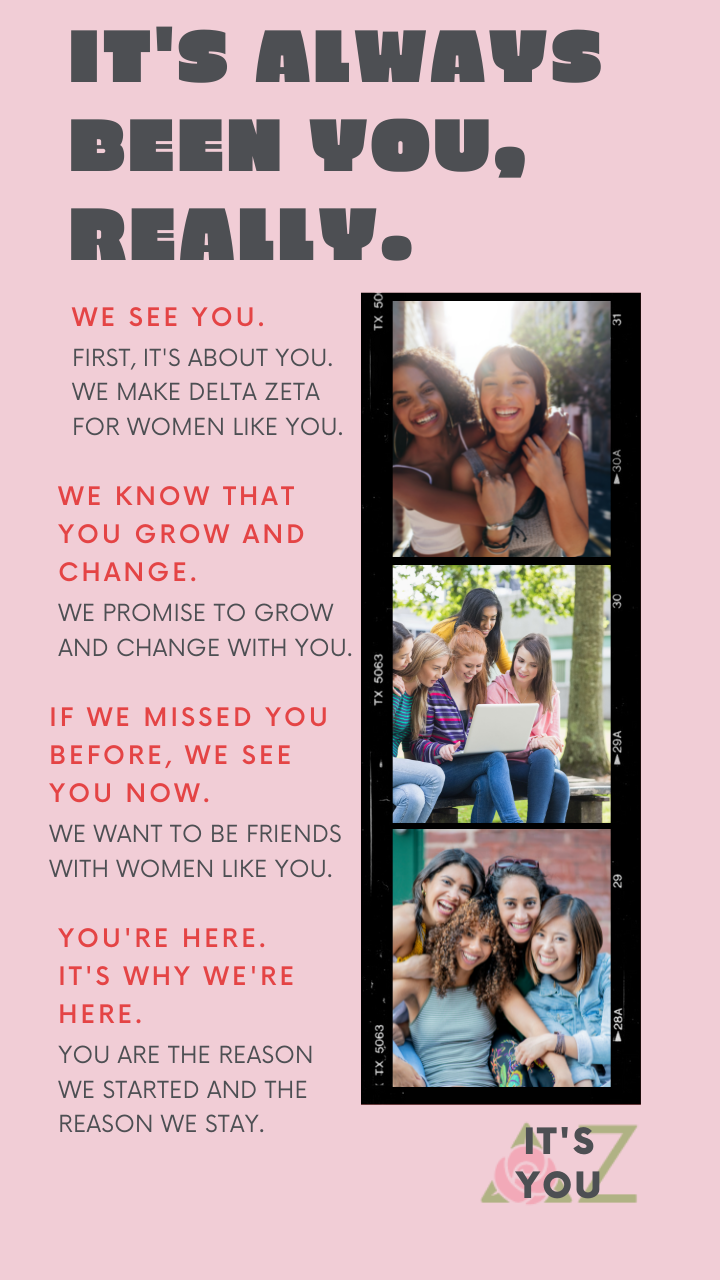 IT'S ALWAYS
BEEN YOU,
REALLY.
WE SEE YOU.
FIRST, IT'S ABOUT YOU.
WE MAKE DELTA ZETA
FOR WOMEN LIKE YOU.
WE KNOW THAT
YOU GROW AND
CHANGE.
WE PROMISE TO GROW
AND CHANGE WITH YOU.
IF WE MISSED YOU
BEFORE, WE SEE
YOU NOW.
WE WANT TO BE FRIENDS
WITH WOMEN LIKE YOU.
YOU'RE HERE.
IT'S WHY WE'RE
HERE.
YOU ARE THE REASON
WE STARTED AND THE
REASON WE STAY.
TX 50
31
▶30A
30
TX 5063
▶29A
29
TX 5063
▶28A
ΔZ
IT'S
YOU